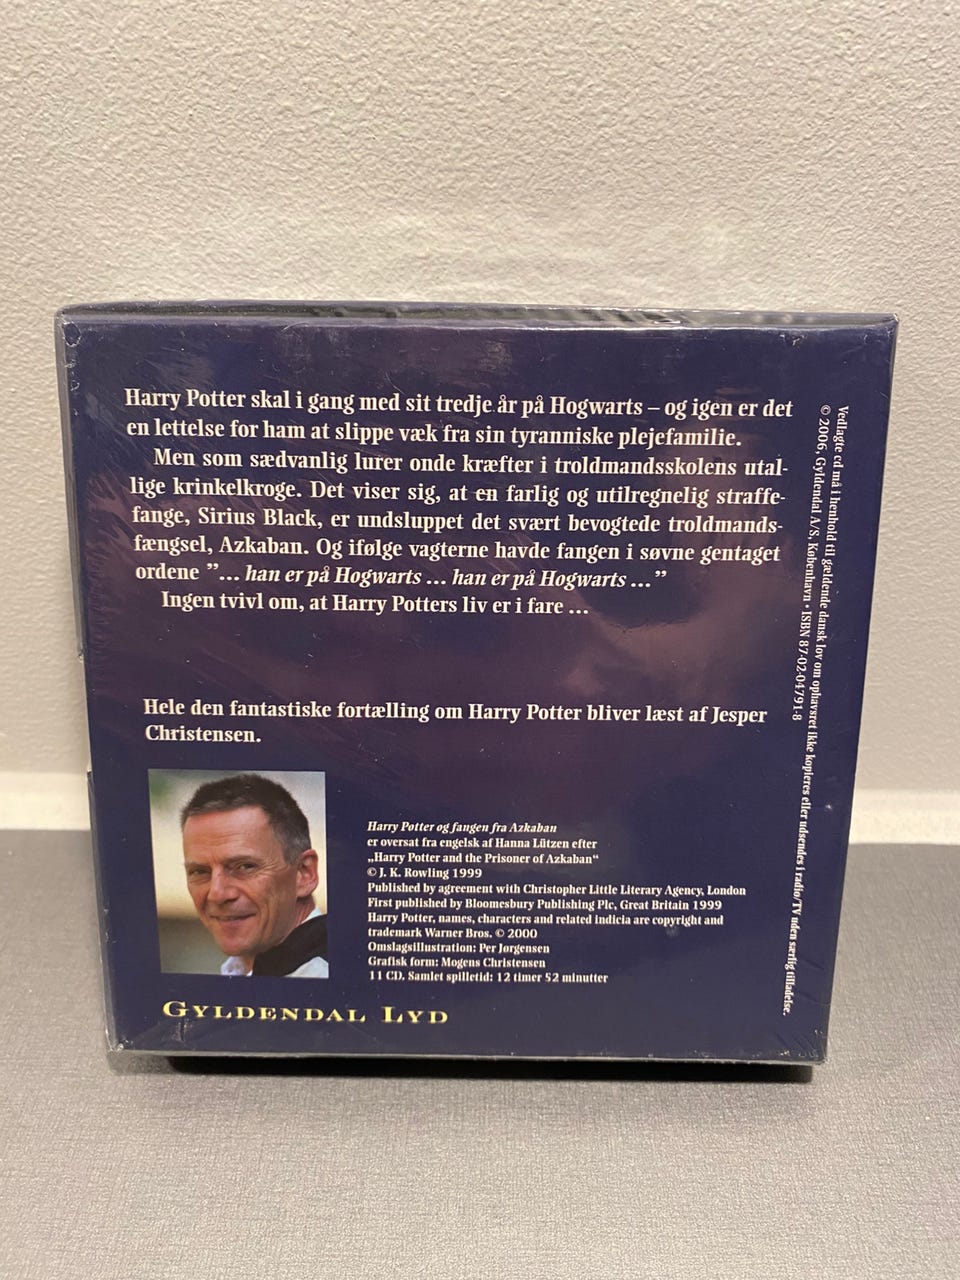 Harry Potter skal i gang med sit tredje år på Hogwarts – og igen er det
en lettelse for ham at slippe væk fra sin tyranniske plejefamilie.
Men som sædvanlig lurer onde kræfter i troldmandsskolens utal-
lige krinkelkroge. Det viser sig, at en farlig og utilregnelig straffe-
fange, Sirius Black, er undsluppet det svært bevogtede troldmands-
fængsel, Azkaban. Og ifølge vagterne havde fangen i søvne gentaget
ordene ”... han er på Hogwarts ... han er på Hogwarts ...”
Ingen tvivl om, at Harry Potters liv er i fare ...
Hele den fantastiske fortælling om Harry Potter bliver læst af Jesper
Christensen.
Harry Potter og fangen fra Azkaban
er oversat fra engelsk af Hanna Lützen efter
„Harry Potter and the Prisoner of Azkaban“
© J. K. Rowling 1999
Published by agreement with Christopher Little Literary Agency, London
First published by Bloomesbury Publishing Plc, Great Britain 1999
Harry Potter, names, characters and related indicia are copyright and
trademark Warner Bros. © 2000
Omslagsillustration: Per Jørgensen
Grafisk form: Mogens Christensen
11 CD. Samlet spilletid: 12 timer 52 minutter
GYLDENDAL LYD
Vedlagte cd må i henhold til gældende dansk lov om ophavsret ikke kopieres eller udsendes i radio/TV uden særlig tilladelse.
© 2006, Gyldendal A/S, København • ISBN 87-02-04791-8